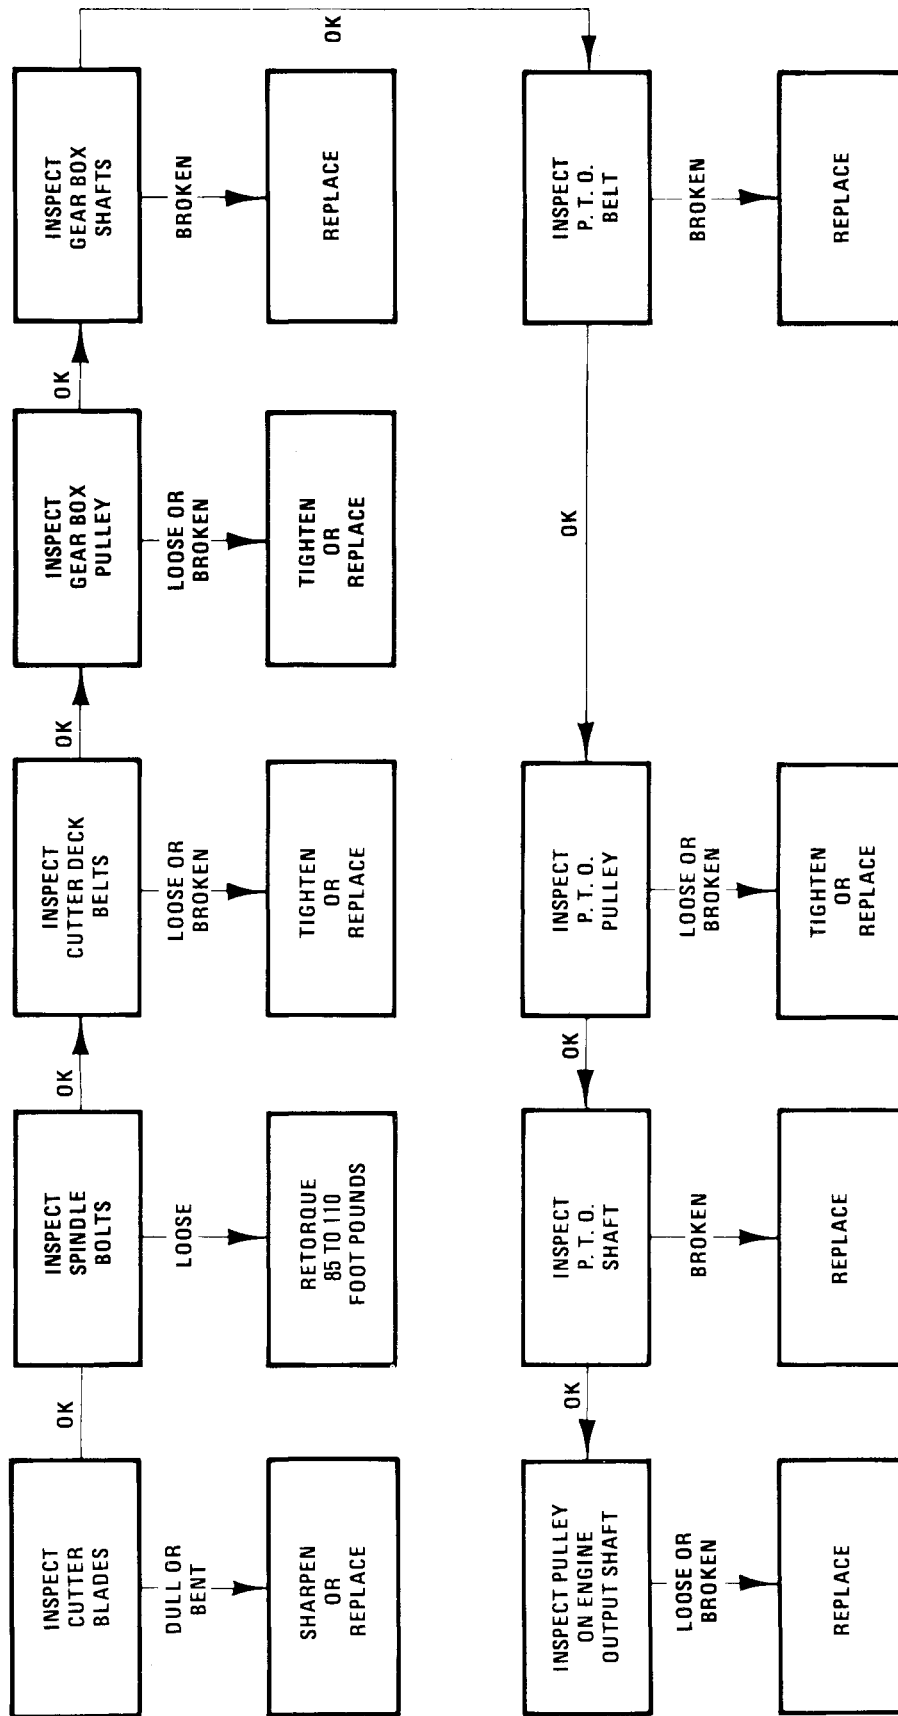 INSPECT
CUTTER
BLADES
OK
DULL OR
BENT
SHARPEN
OR
REPLACE
INSPECT
SPINDLE
BOLTS
OK
LOOSE
RETORQUE
85 TO 110
FOOT POUNDS
INSPECT
CUTTER DECK
BELTS
OK
LOOSE OR
BROKEN
TIGHTEN
OR
REPLACE
INSPECT
GEAR BOX
PULLEY
OK
LOOSE OR
BROKEN
TIGHTEN
OR
REPLACE
INSPECT
GEAR BOX
SHAFTS
OK
BROKEN
REPLACE
INSPECT
P. T. O.
BELT
OK
BROKEN
REPLACE
INSPECT
P. T. O.
PULLEY
OK
LOOSE OR
BROKEN
TIGHTEN
OR
REPLACE
INSPECT
P. T. O.
SHAFT
OK
BROKEN
REPLACE
INSPECT PULLEY
ON ENGINE
OUTPUT SHAFT
LOOSE OR
BROKEN
REPLACE